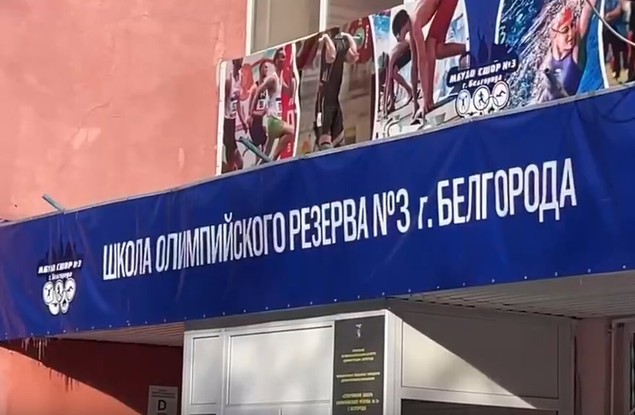 МБУДО СШОР №3
г. Белгорода
ШКОЛА ОЛИМПИЙСКОГО РЕЗЕРВА №3 г. БЕЛГОРОДА
МБУДО СШОР №3
г. Белгорода
D